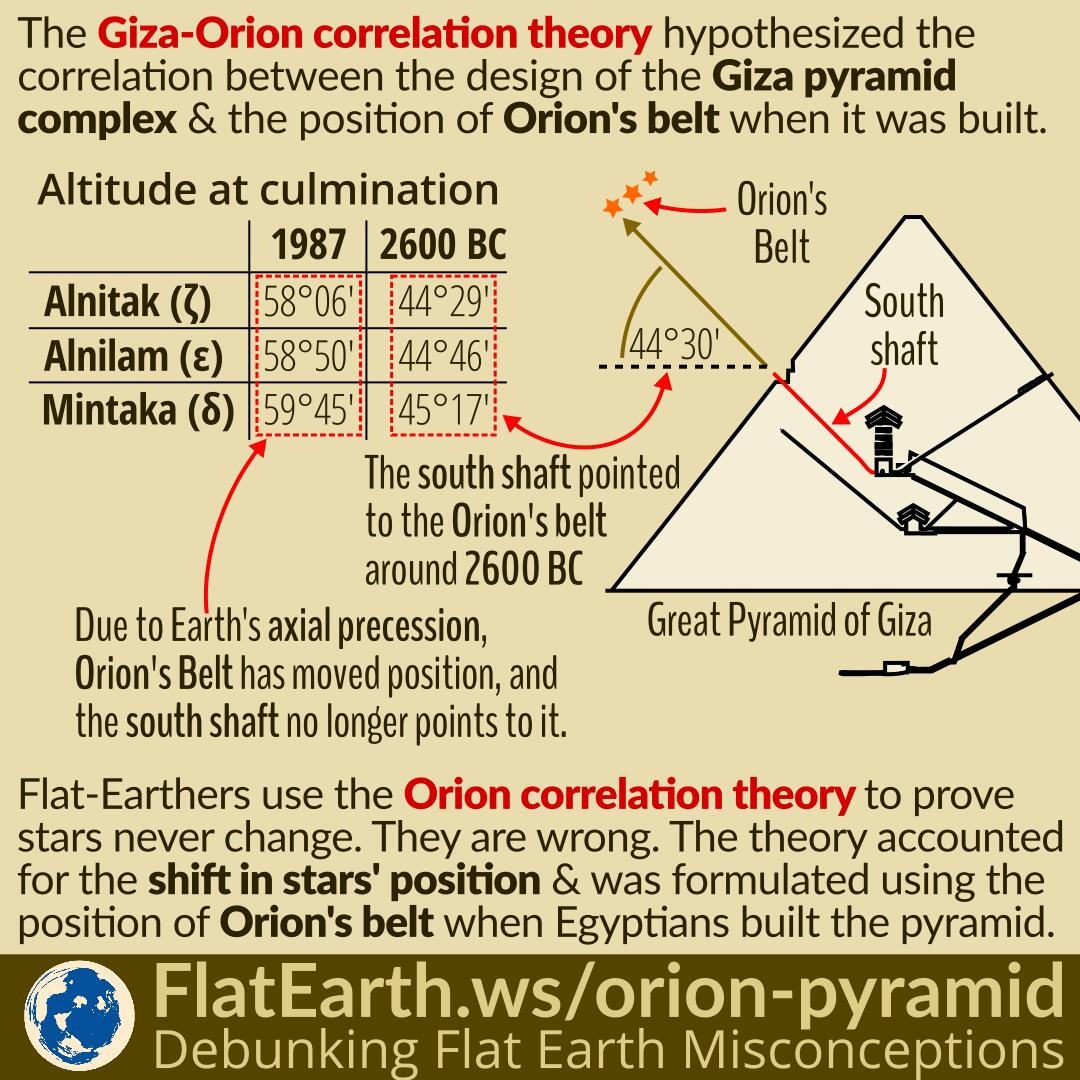 The Giza-Orion correlation theory hypothesized the
correlation between the design of the Giza pyramid
complex & the position of Orion's belt when it was built.
Altitude at culmination
1987 2600 BC
Alnitak (ζ) 58°06' 44°29'
Alnilam (ε) 58°50' 44°46'
Mintaka (δ) 59°45' 45°17'
Orion's
Belt
South
shaft
44°30'
The south shaft pointed
to the Orion's belt
around 2600 BC
Great Pyramid of Giza
Due to Earth's axial precession,
Orion's Belt has moved position, and
the south shaft no longer points to it.
Flat-Earthers use the Orion correlation theory to prove
stars never change. They are wrong. The theory accounted
for the shift in stars' position & was formulated using the
position of Orion's belt when Egyptians built the pyramid.
FlatEarth.ws/orion-pyramid
Debunking Flat Earth Misconceptions